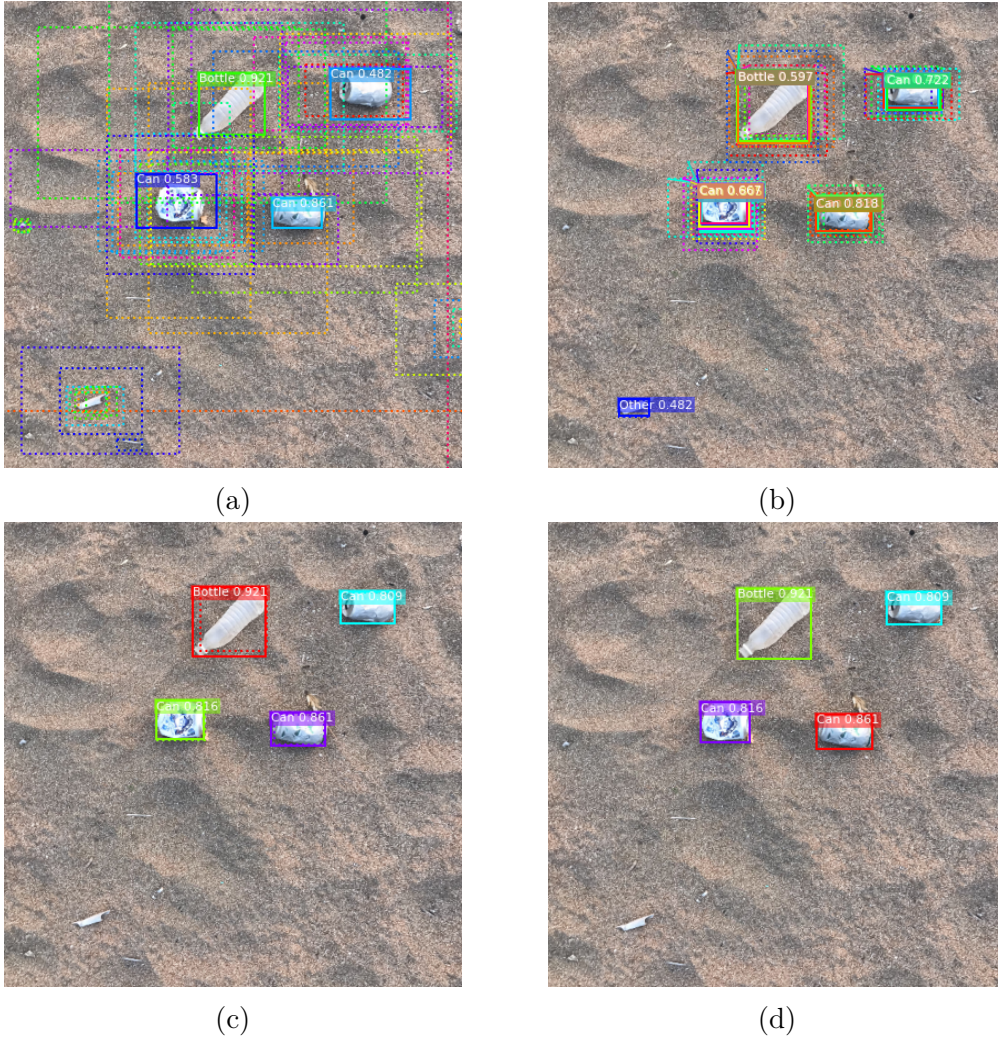 Bottle 0.921
Can 0.482
Can 0.583
Can 0.861
(a)
Bottle 0.597
Can 0.722
Can
Can 0.818
Other 0.482
(b)
Bottle 0.921
Can 0.809
Can 0.816
Can 0.861
(c)
Bottle 0.921
Can 0.809
Can 0.816
Can 0.861
(d)